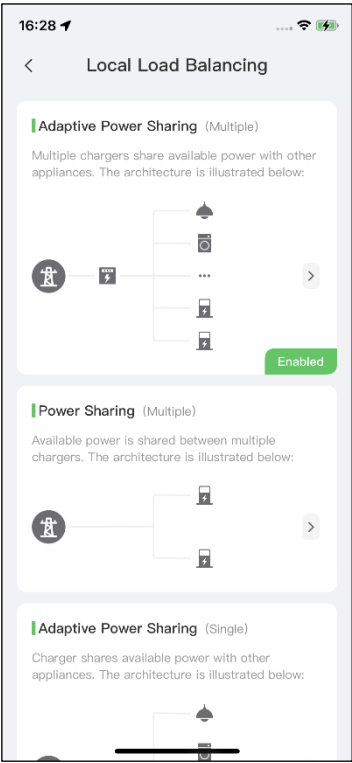 16:28
Local Load Balancing
Adaptive Power Sharing (Multiple)
Multiple chargers share available power with other
appliances. The architecture is illustrated below:
Enabled
Power Sharing (Multiple)
Available power is shared between multiple
chargers. The architecture is illustrated below:
Adaptive Power Sharing (Single)
Charger shares available power with other
appliances. The architecture is illustrated below: